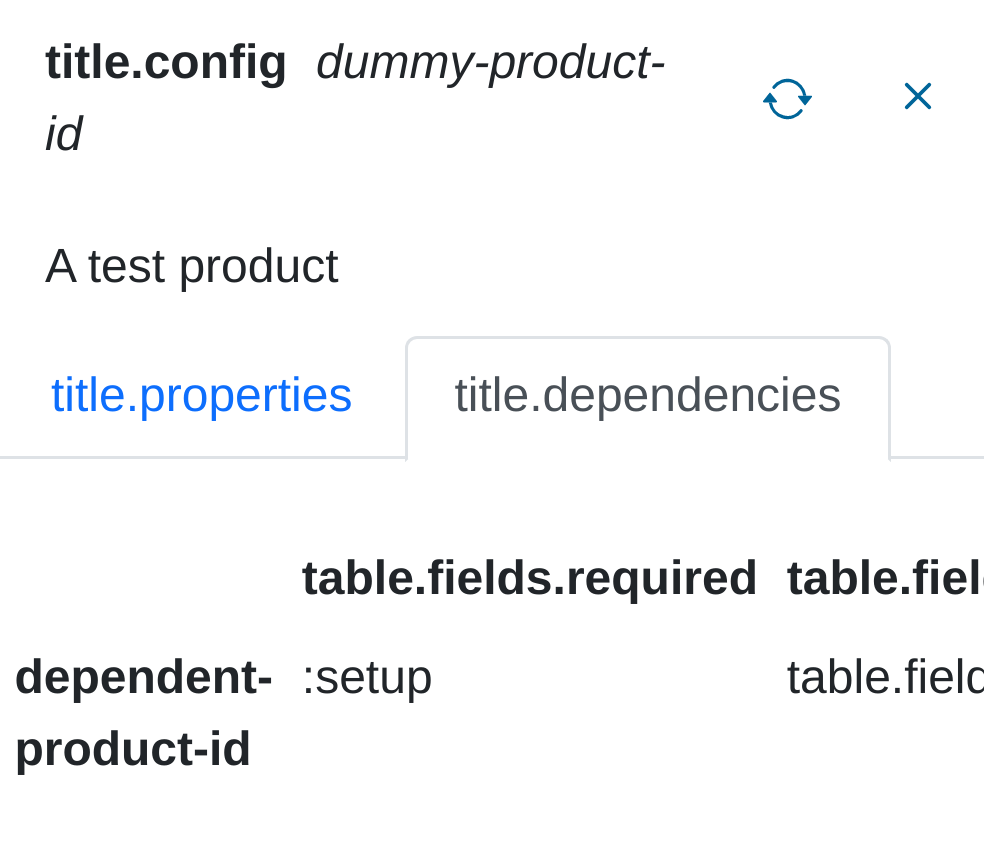 title.config dummy-product-
id
A test product
title.properties title.dependencies
table.fields.required
dependent- :setup
product-id